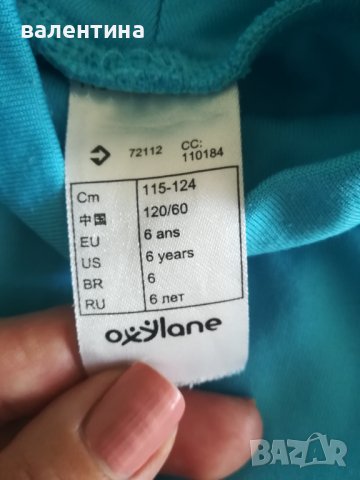 валентина
72112 CC: 110184
Cm 115-124
中国 120/60
EU 6 ans
US 6 years
BR 6
RU 6 лет
oxylane
BAZAR